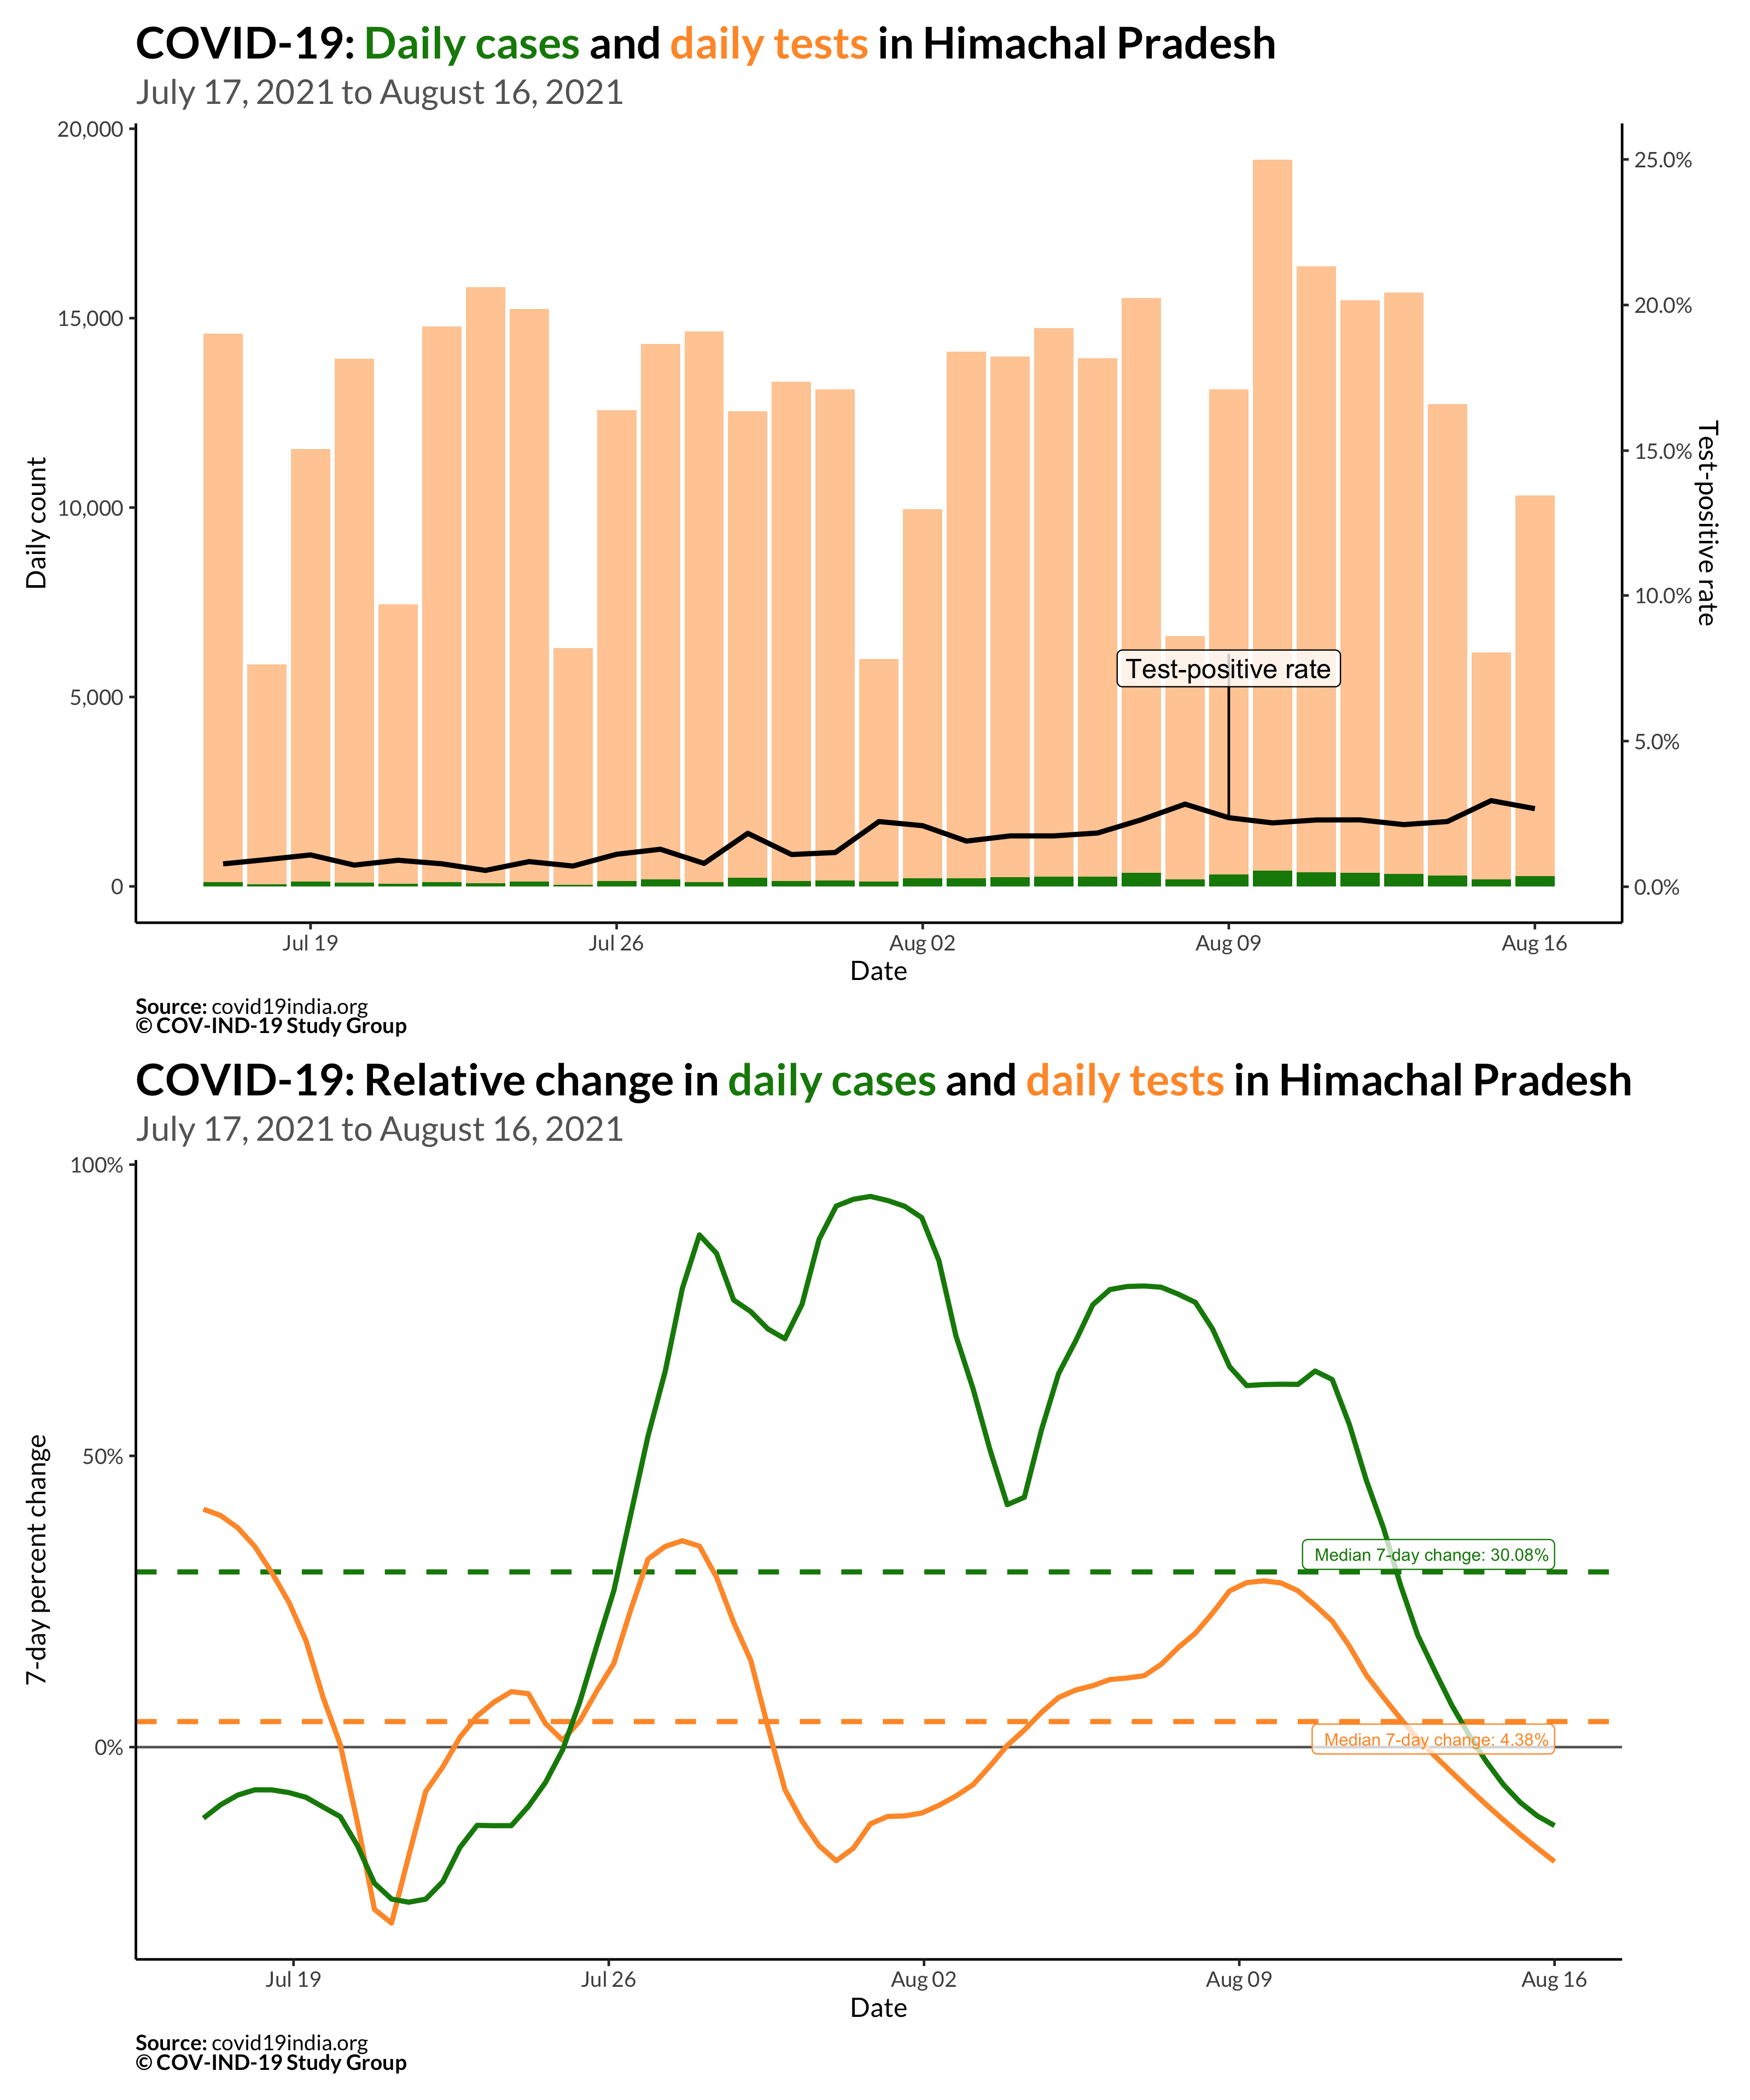 COVID-19: Daily cases and daily tests in Himachal Pradesh
July 17, 2021 to August 16, 2021
20,000
15,000
10,000
5,000
0
Daily count
25.0%
20.0%
15.0%
10.0%
5.0%
0.0%
Test-positive rate
Test-positive rate
Jul 19
Jul 26
Aug 02
Aug 09
Aug 16
Date
Source: covid19india.org
© COV-IND-19 Study Group
COVID-19: Relative change in daily cases and daily tests in Himachal Pradesh
July 17, 2021 to August 16, 2021
100%
50%
0%
7-day percent change
Median 7-day change: 30.08%
Median 7-day change: 4.38%
Jul 19
Jul 26
Aug 02
Aug 09
Aug 16
Date
Source: covid19india.org
© COV-IND-19 Study Group